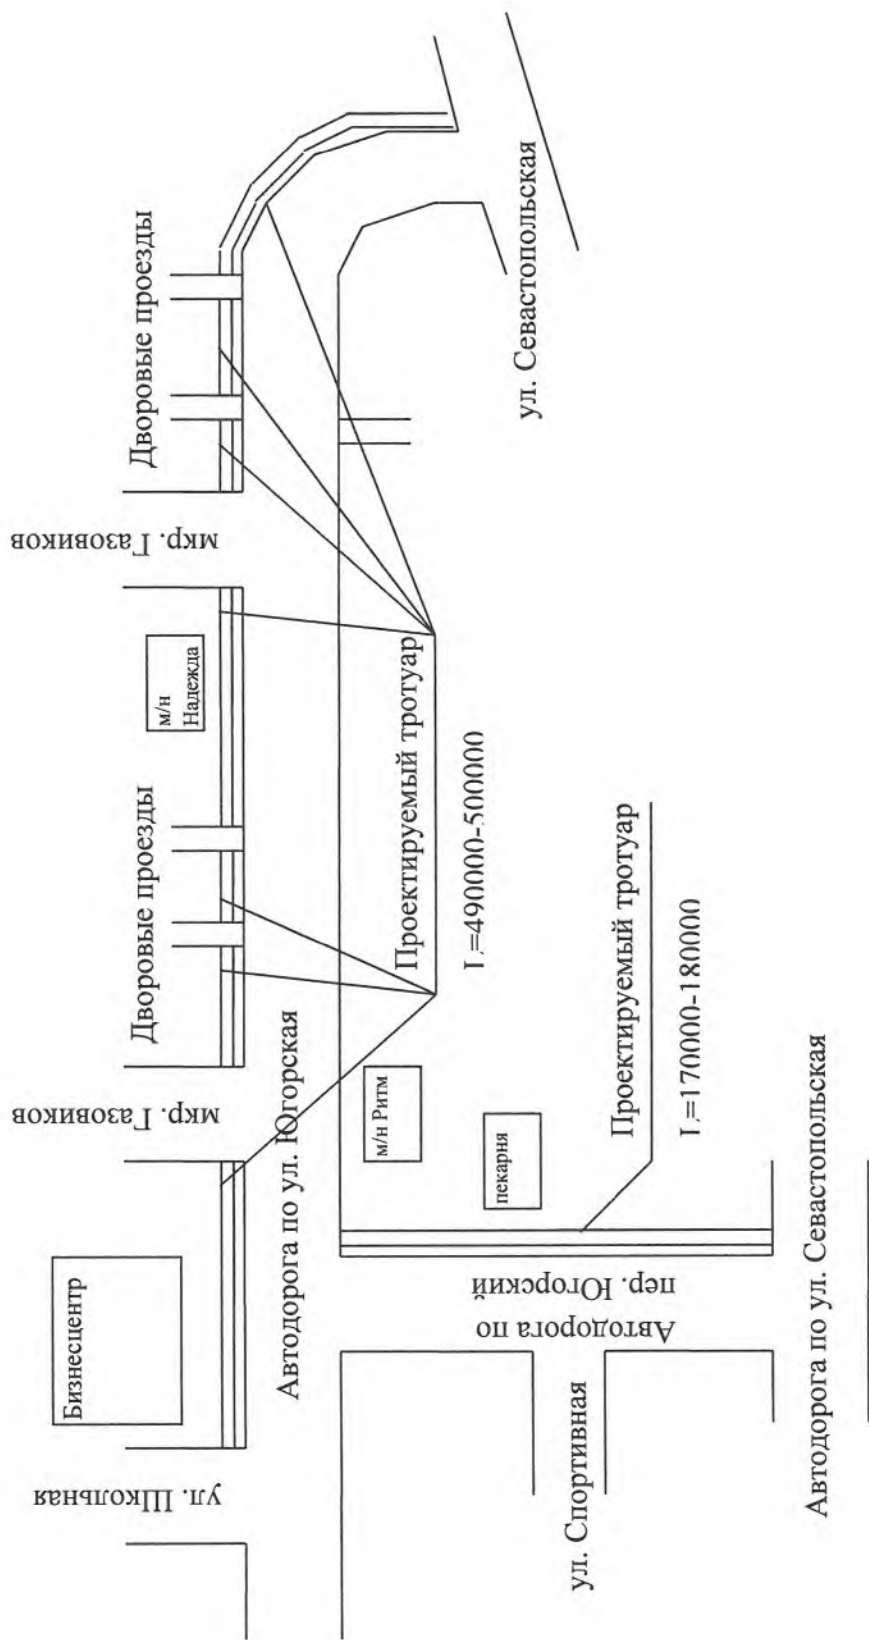 Дворовые проезды
Дворовые проезды
мкр. Газовиков
мкр. Газовиков
м/н
Надежда
Бизнесцентр
ул. Школьная
Автодорога по ул. Югорская
Проектируемый тротуар
L=490000-500000
м/н Ритм
пекарня
ул. Севастопольская
Проектируемый тротуар
L=170000-180000
Автодорога по
пер. Югорский
ул. Спортивная
Автодорога по ул. Севастопольская